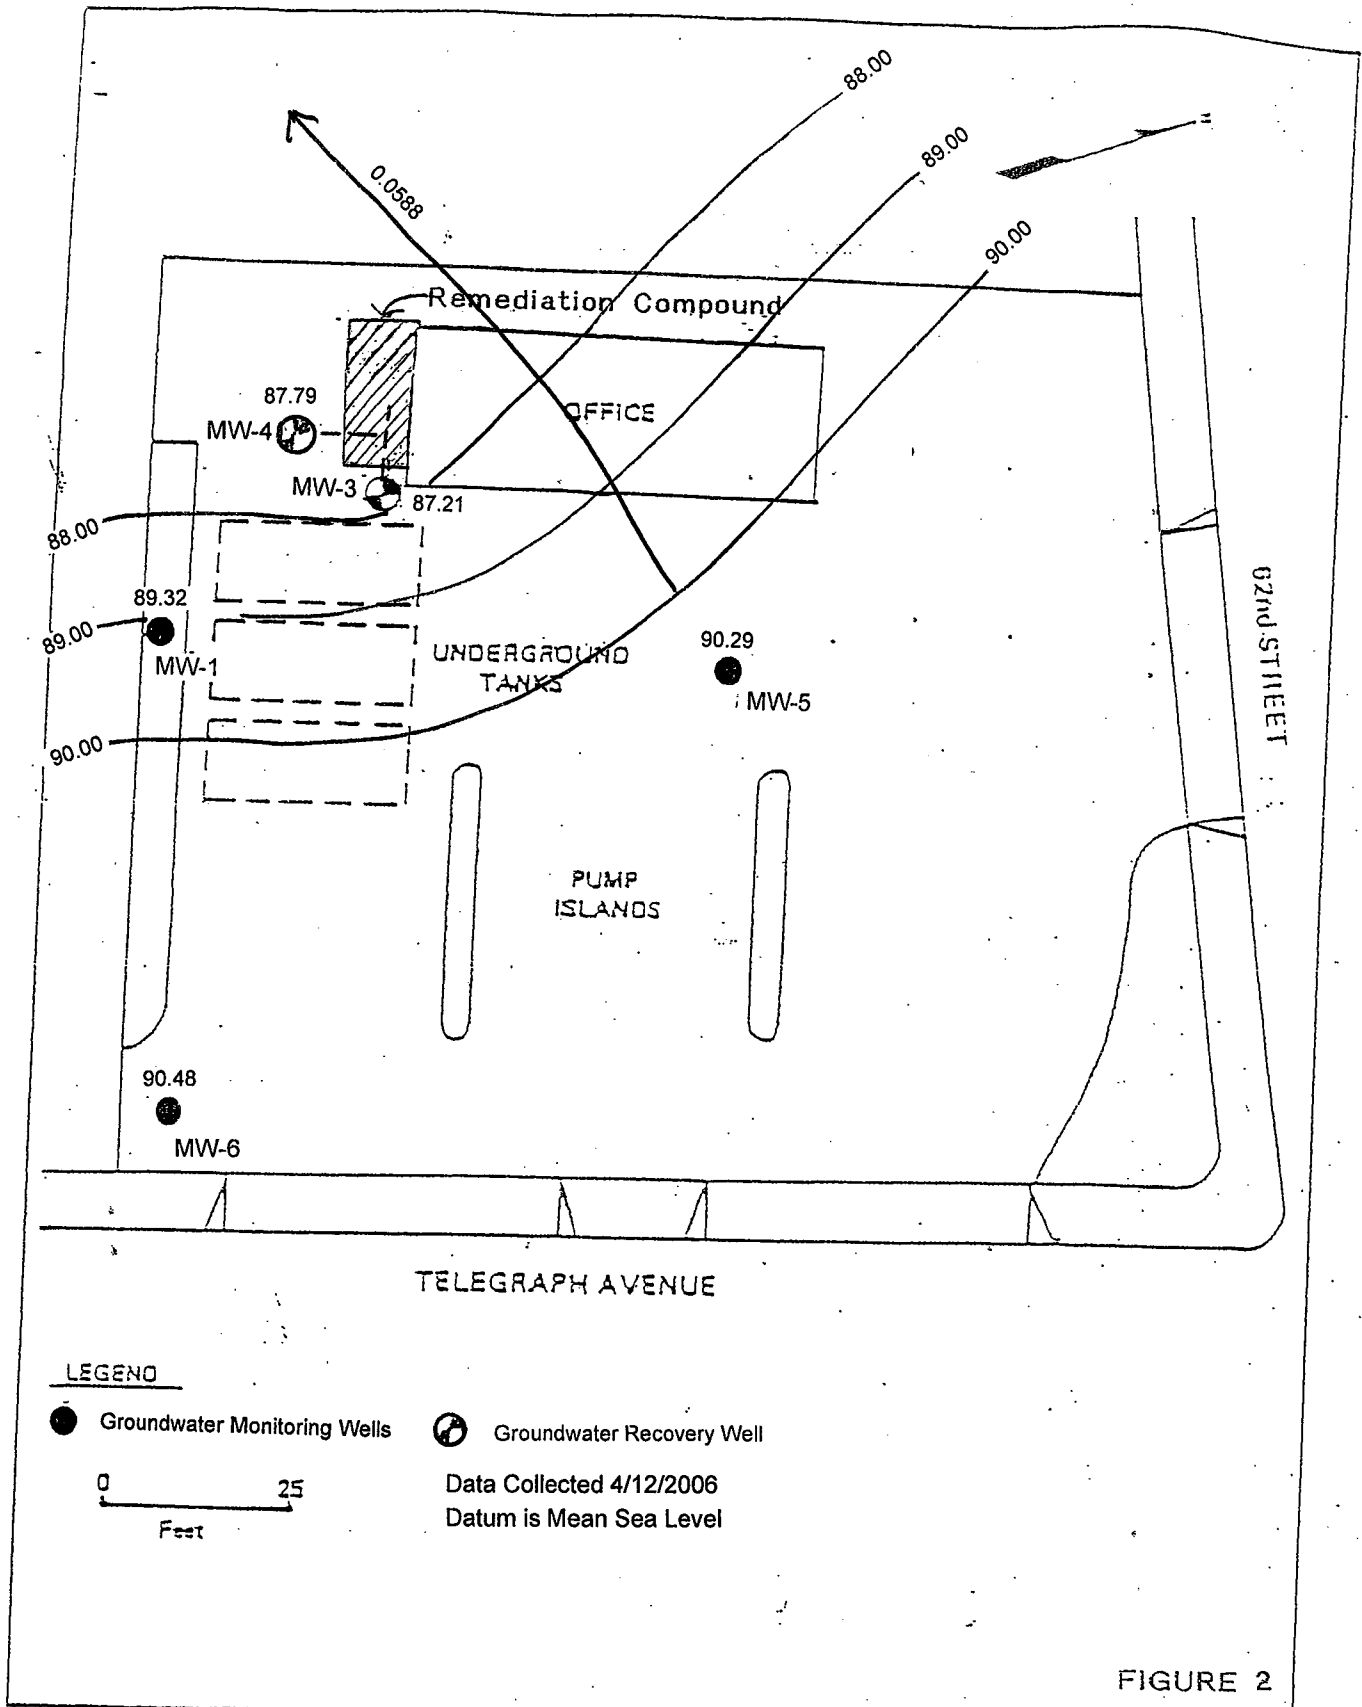 88.00
89.00
90.00
0.0588
Remediation Compound
87.79
OFFICE
MW-4
MW-3
87.21
88.00
89.32
89.00
MW-1
UNDERGROUND
TANKS
90.29
MW-5
90.00
62nd STREET
PUMP
ISLANDS
90.48
MW-6
TELEGRAPH AVENUE
LEGEND
Groundwater Monitoring Wells
Groundwater Recovery Well
0 25
Feet
Data Collected 4/12/2006
Datum is Mean Sea Level
FIGURE 2